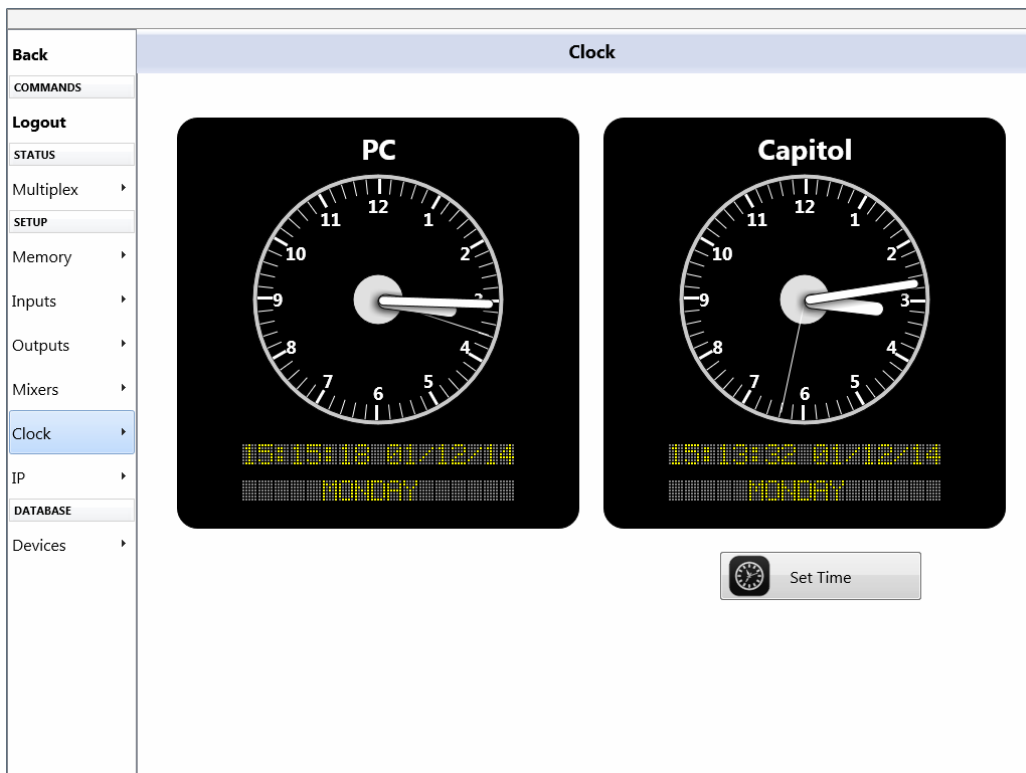 Back
COMMANDS
Logout
STATUS
Multiplex
SETUP
Memory
Inputs
Outputs
Mixers
Clock
IP
DATABASE
Devices
Clock
PC
12
1
2
3
4
5
6
7
8
9
10
11
15:15:18 01/12/14
MONDAY
Capitol
12
1
2
3
4
5
6
7
8
9
10
11
15:13:32 01/12/14
MONDAY
Set Time